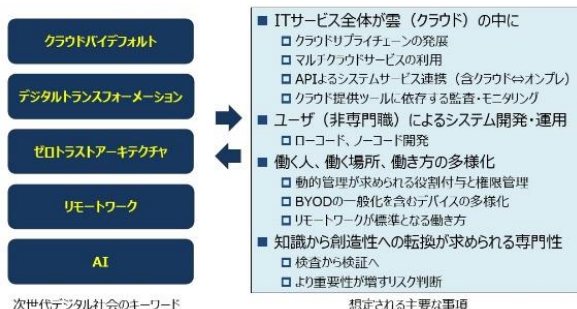 クラウドバイデフォルト
デジタルトランスフォーメーション
ゼロトラストアーキテクチャ
リモートワーク
AI
次世代デジタル社会のキーワード
■ ITサービス全体が雲（クラウド）の中に
□ クラウドサプライチェーンの発展
□ マルチクラウドサービスの利用
□ APIよるシステムサービス連携（含クラウド⇔オンプレ）
□ クラウド提供ツールに依存する監査・モニタリング
■ ユーザ（非専門職）によるシステム開発・運用
□ ローコード、ノーコード開発
■ 働く人、働く場所、働き方の多様化
□ 動的管理が求められる役割付与と権限管理
□ BYODの一般化を含むデバイスの多様化
□ リモートワークが標準となる働き方
■ 知識から創造性への転換が求められる専門性
□ 検査から検証へ
□ より重要性が増すリスク判断
想定される主要な事項